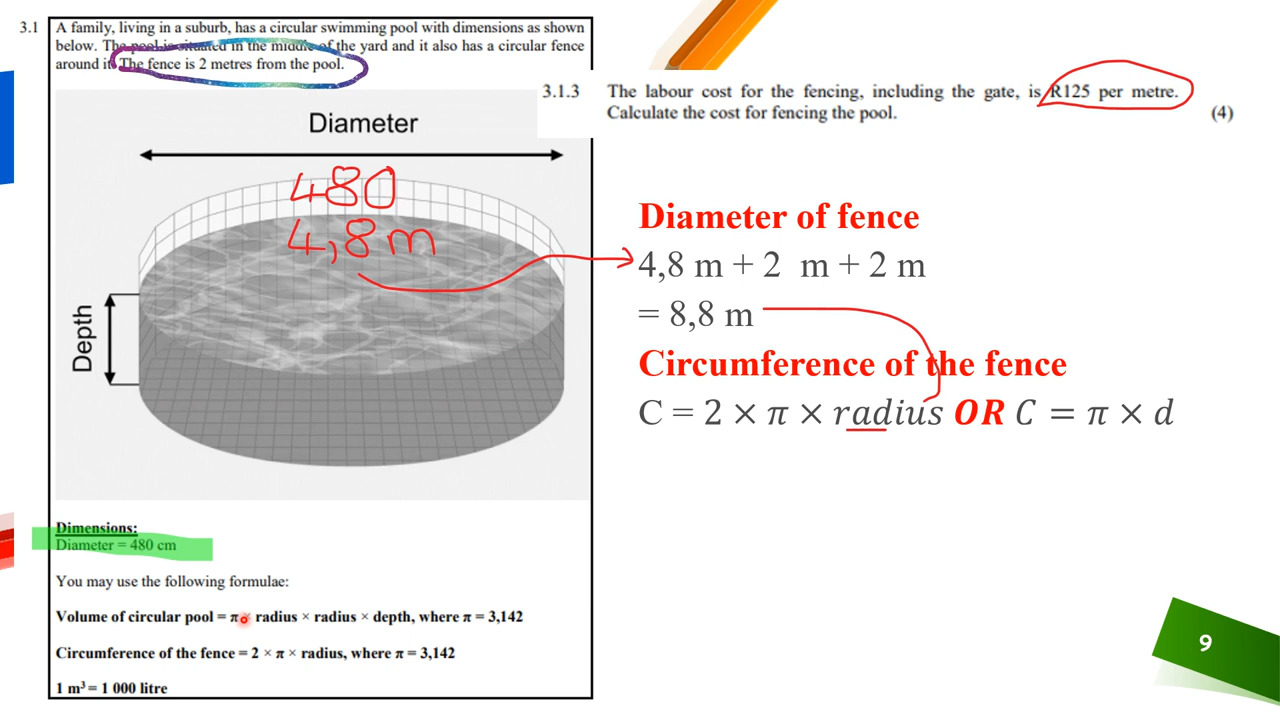 3.1 A family, living in a suburb, has a circular swimming pool with dimensions as shown
below. The pool is situated in the middle of the yard and it also has a circular fence
around it. The fence is 2 metres from the pool.
Diameter
480
4,8 m
Depth
Dimensions:
Diameter = 480 cm
You may use the following formulae:
Volume of circular pool = π × radius × radius × depth, where π = 3,142
Circumference of the fence = 2 × π × radius, where π = 3,142
1 m³ = 1 000 litre
3.1.3 The labour cost for the fencing, including the gate, is R125 per metre.
Calculate the cost for fencing the pool. (4)
Diameter of fence
4,8 m + 2 m + 2 m
= 8,8 m
Circumference of the fence
C = 2 × π × radius OR C = π × d
9